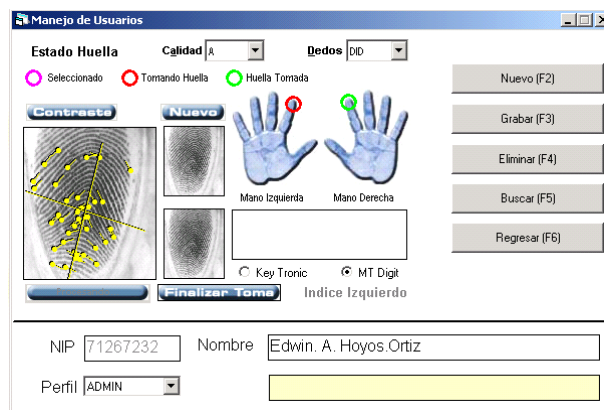 Manejo de Usuarios
Estado Huella Calidad A Dedos DID
Seleccionado Tomando Huella Huella Tomada
Nuevo (F2)
Contraste Nuevo
Grabar (F3)
Eliminar (F4)
Mano Izquierda Mano Derecha
Buscar (F5)
Regresar (F6)
Key Tronic MT Digit
Finalizar Toma Indice Izquierdo
NIP 71267232 Nombre Edwin. A. Hoyos.Ortiz
Perfil ADMIN